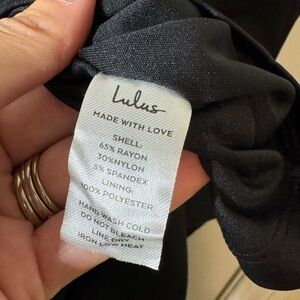 Lulus
MADE WITH LOVE
SHELL:
65% RAYON
30%NYLON
5% SPANDEX
LINING:
100% POLYESTER
HAND WASH COLD
DO NOT BLEACH
LINE DRY
IRON LOW HEAT